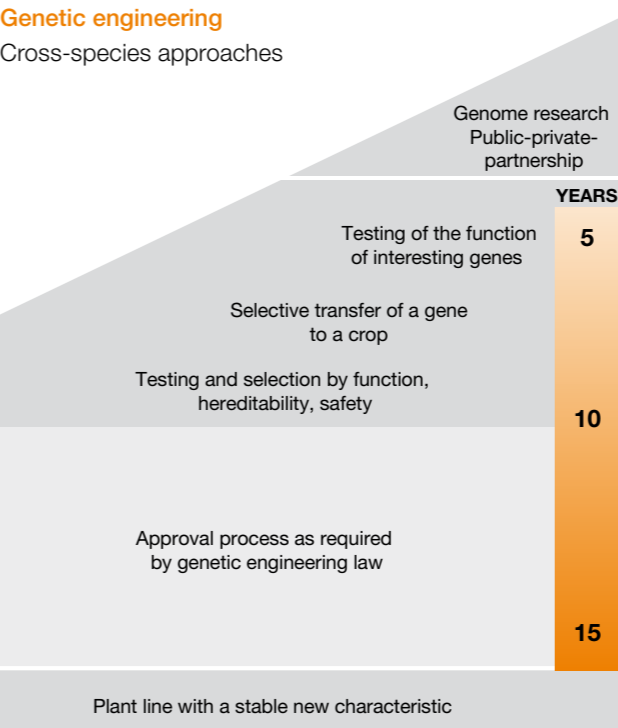 Genetic engineering
Cross-species approaches
Genome research
Public-private-
partnership
YEARS
Testing of the function
of interesting genes
5
Selective transfer of a gene
to a crop
Testing and selection by function,
hereditability, safety
10
Approval process as required
by genetic engineering law
15
Plant line with a stable new characteristic